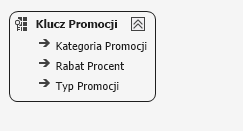 Klucz Promocji
Kategoria Promocji
Rabat Procent
Typ Promocji